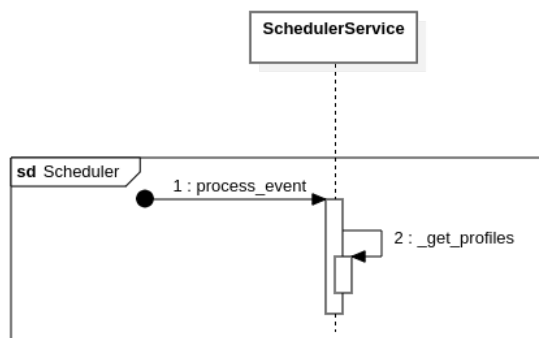 SchedulerService
sd Scheduler
1 : process_event
2 : _get_profiles